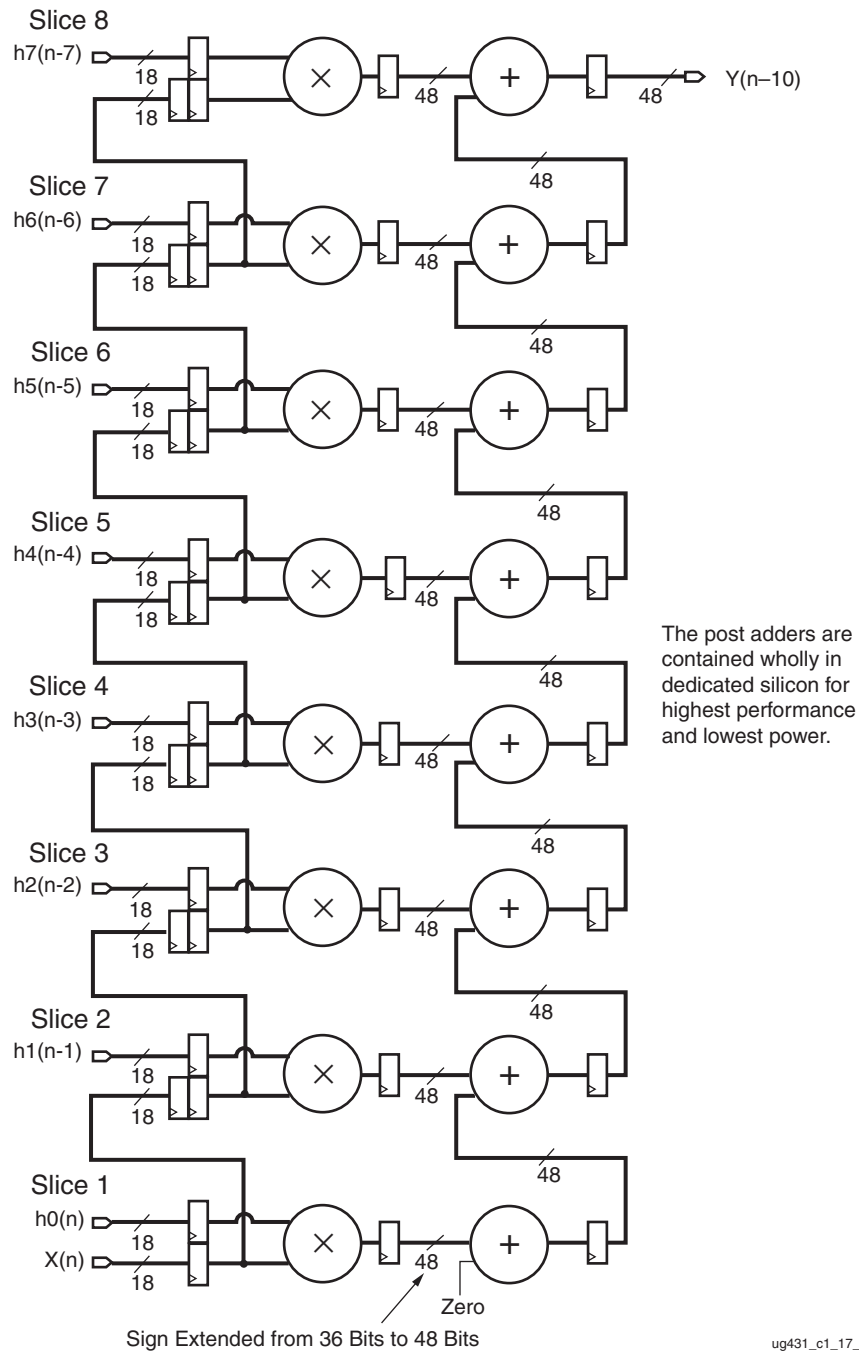 Slice 8
h7(n-7)
18
18
48
48
Y(n–10)
48
Slice 7
h6(n-6)
18
18
48
48
Slice 6
h5(n-5)
18
18
48
48
Slice 5
h4(n-4)
18
18
48
The post adders are
contained wholly in
dedicated silicon for
highest performance
and lowest power.
48
Slice 4
h3(n-3)
18
18
48
48
Slice 3
h2(n-2)
18
18
48
48
Slice 2
h1(n-1)
18
18
48
48
Slice 1
h0(n)
18
X(n)
18
48
Zero
Sign Extended from 36 Bits to 48 Bits
ug431_c1_17_